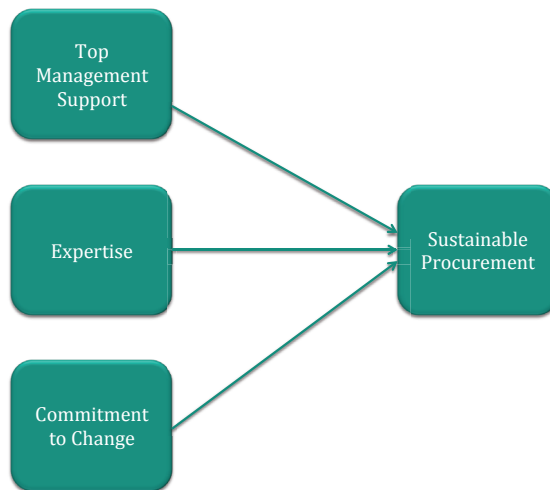 Top
Management
Support
Expertise
Sustainable
Procurement
Commitment
to Change